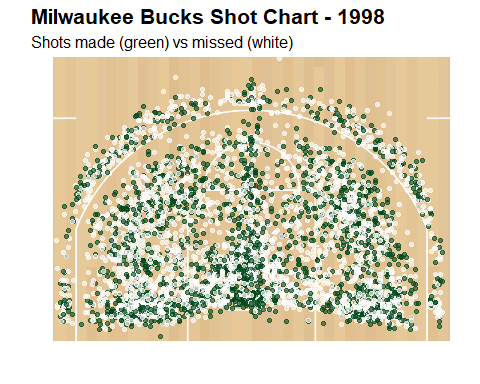 Milwaukee Bucks Shot Chart - 1998
Shots made (green) vs missed (white)